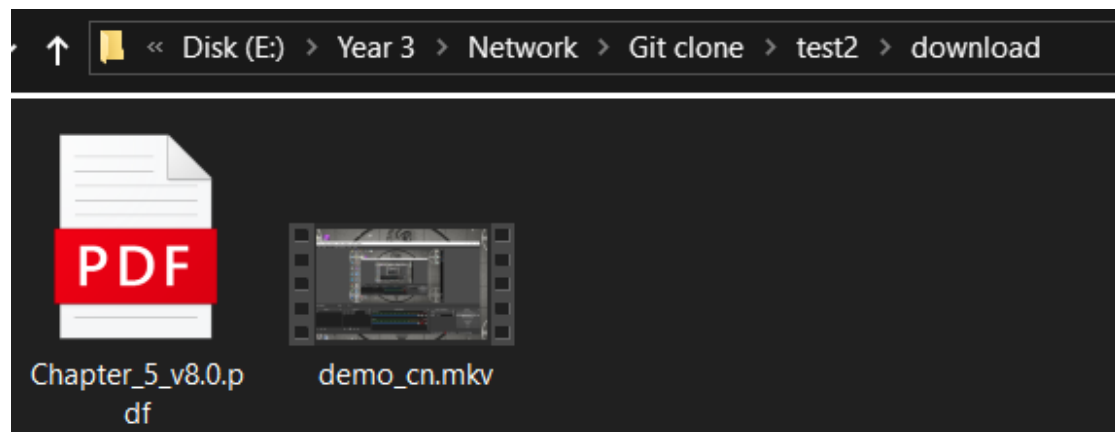 « Disk (E:) > Year 3 > Network > Git clone > test2 > download
PDF
Chapter_5_v8.0.p
df
demo_cn.mkv